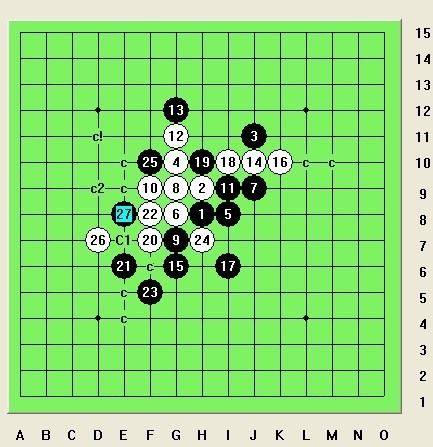 15
14
13
13 12
c! 12 3 11
c 25 4 19 18 14 16 c c 10
c2 c 10 8 2 11 7 9
27 22 6 1 5 8
26 C1 20 9 24 7
21 c 15 17 6
c 23 5
c 4
3
2
1
A B C D E F G H I J K L M N O